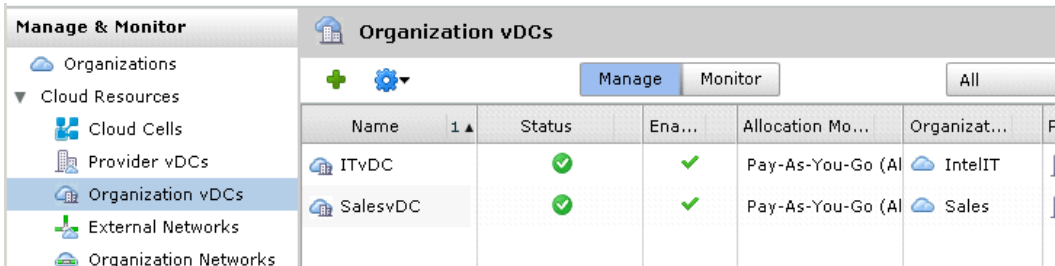 Manage & Monitor
Organizations
Cloud Resources
Cloud Cells
Provider vDCs
Organization vDCs
External Networks
Organization Networks
Organization vDCs
Manage Monitor All
Name 1 Status Ena... Allocation Mo... Organizat...
ITvDC Pay-As-You-Go (Al IntelIT
SalesvDC Pay-As-You-Go (Al Sales